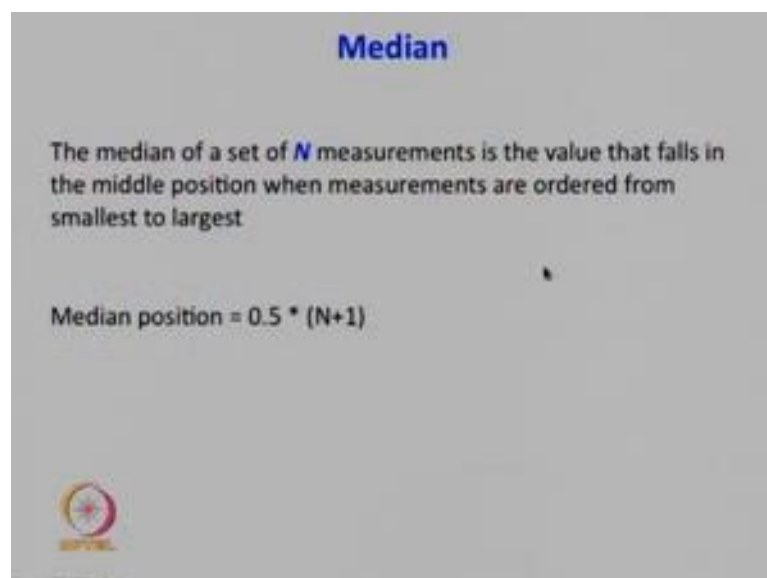 Median
The median of a set of N measurements is the value that falls in
the middle position when measurements are ordered from
smallest to largest
Median position = 0.5 * (N+1)